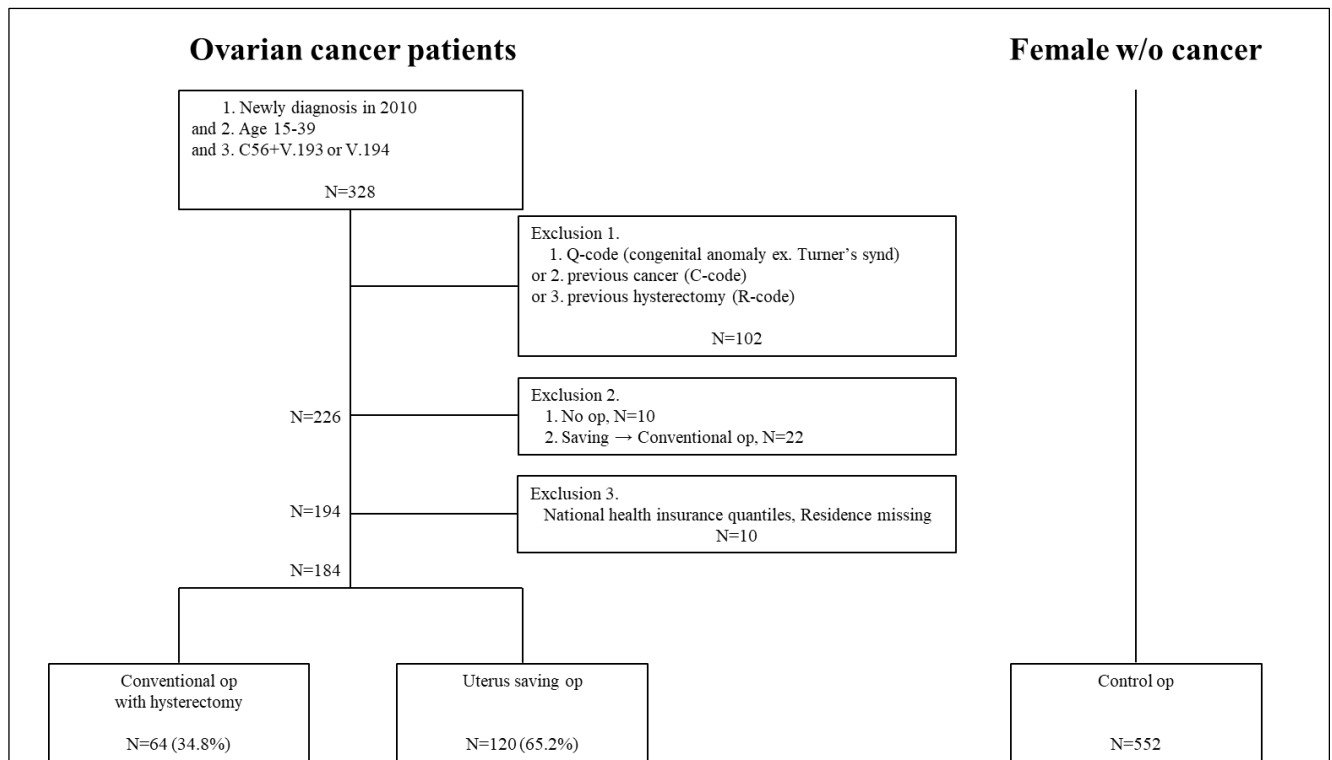 Ovarian cancer patients
Female w/o cancer
1. Newly diagnosis in 2010
and 2. Age 15-39
and 3. C56+V.193 or V.194
N=328
Exclusion 1.
1. Q-code (congenital anomaly ex. Turner's synd)
or 2. previous cancer (C-code)
or 3. previous hysterectomy (R-code)
N=102
N=226
Exclusion 2.
1. No op, N=10
2. Saving → Conventional op, N=22
N=194
Exclusion 3.
National health insurance quantiles, Residence missing
N=10
N=184
Conventional op
with hysterectomy
N=64 (34.8%)
Uterus saving op
N=120 (65.2%)
Control op
N=552